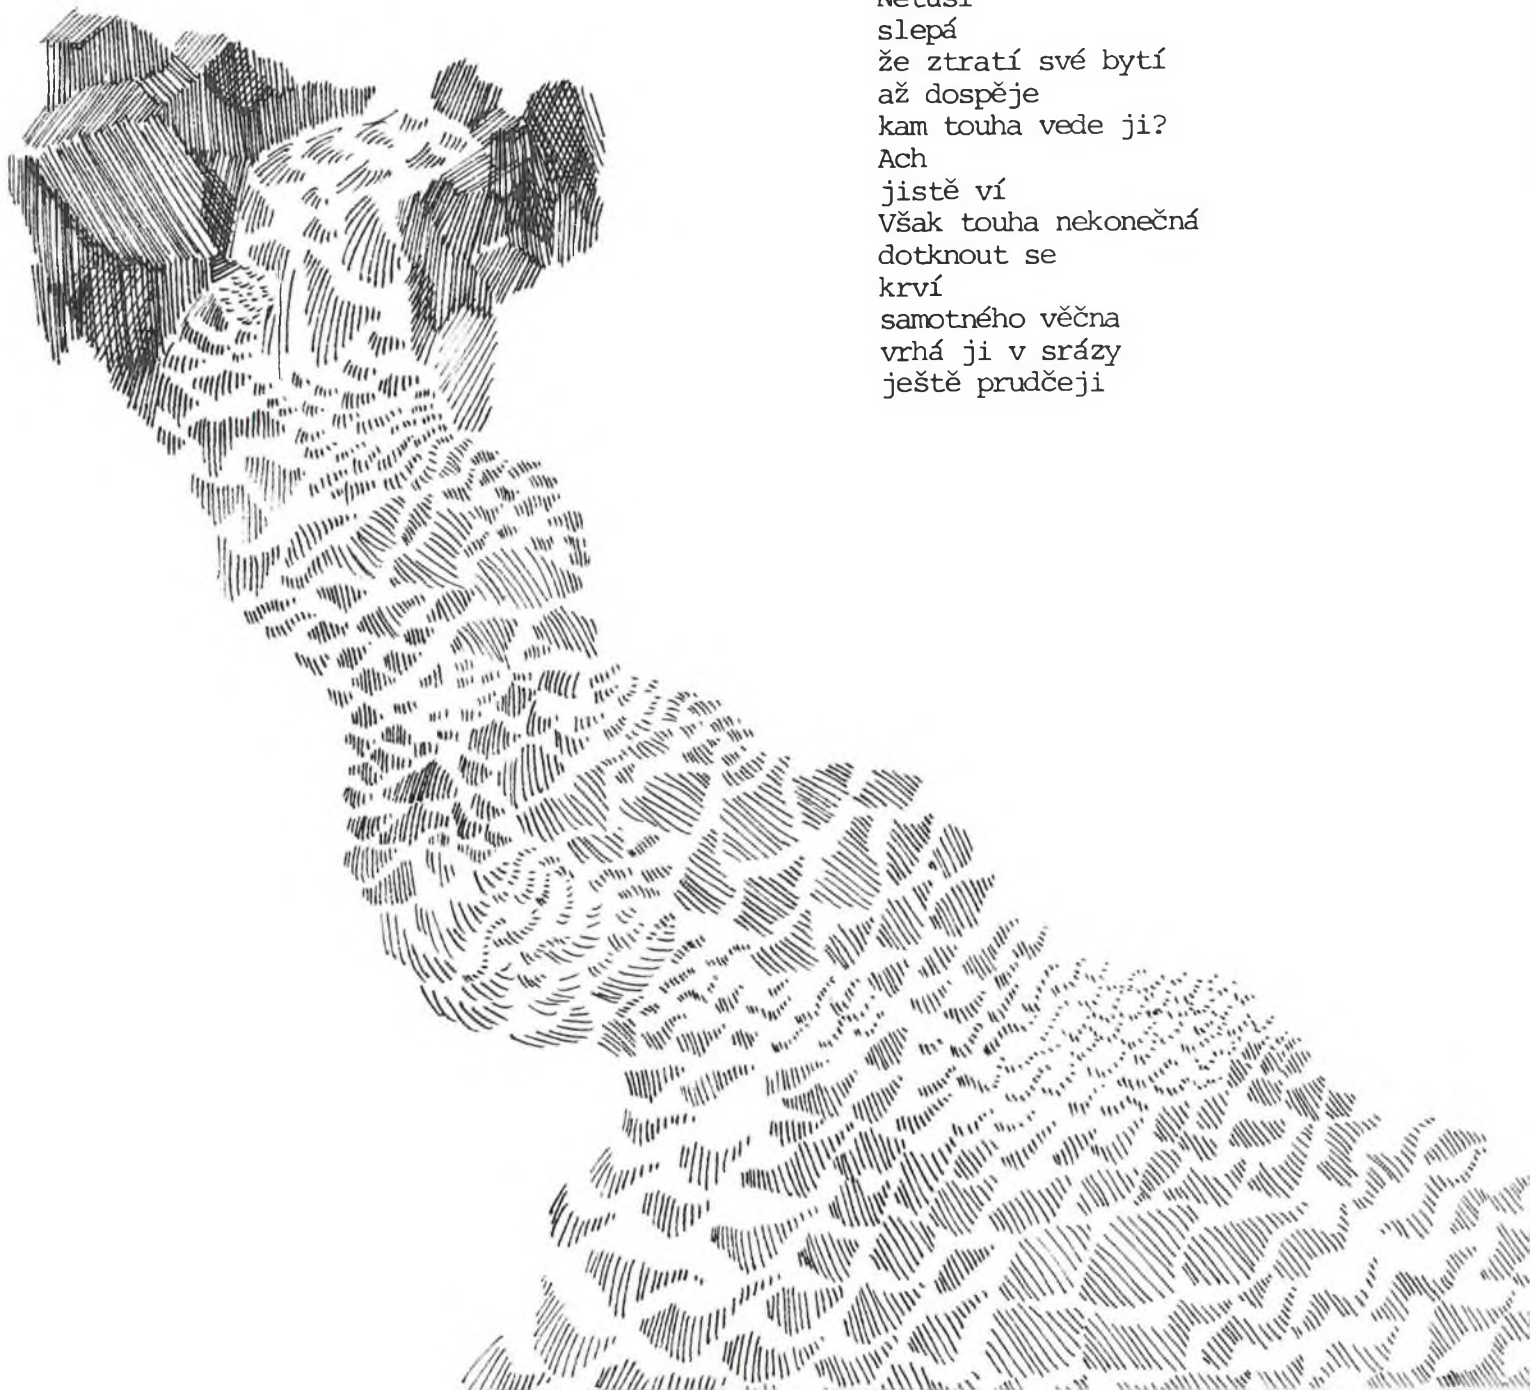 Netuší
slepá
že ztratí své bytí
až dospěje
kam touha vede ji?
Ach
jistě ví
Však touha nekonečná
dotknout se
krví
samotného věčna
vrhá ji v srázy
ještě prudčeji